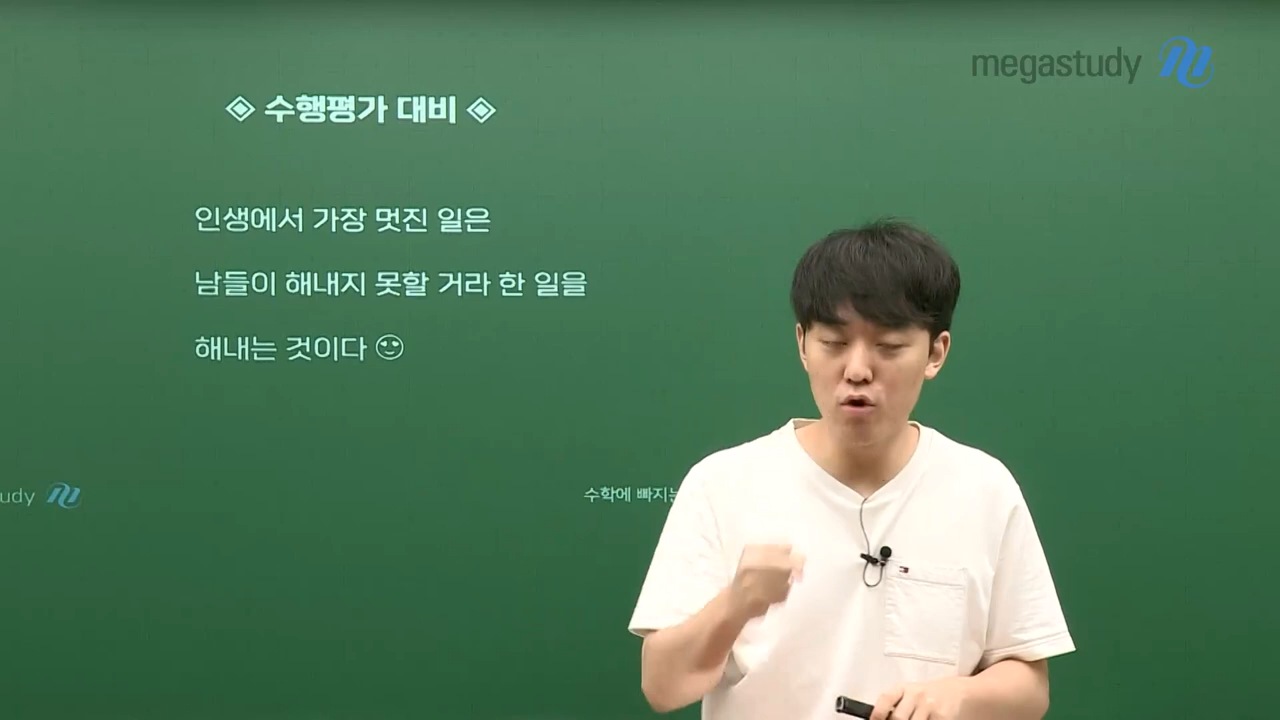 megastudy
◈ 수행평가 대비 ◈
인생에서 가장 멋진 일은
남들이 해내지 못할 거라 한 일을
해내는 것이다 😍
udy
수학에 빠지는